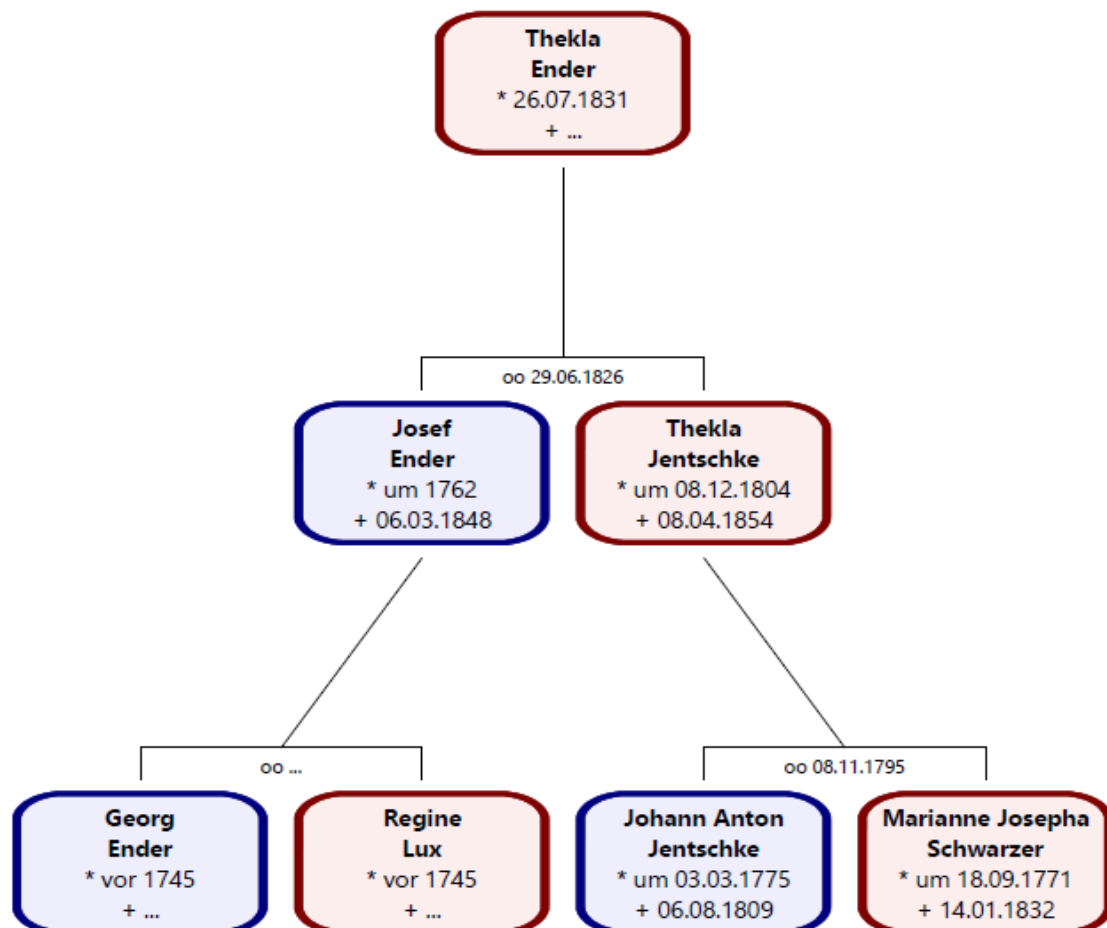 Thekla
Ender
* 26.07.1831
+ ...
oo 29.06.1826
Josef
Ender
* um 1762
+ 06.03.1848
Thekla
Jentschke
* um 08.12.1804
+ 08.04.1854
oo ...
oo 08.11.1795
Georg
Ender
* vor 1745
+ ...
Regine
Lux
* vor 1745
+ ...
Johann Anton
Jentschke
* um 03.03.1775
+ 06.08.1809
Marianne Josepha
Schwarzer
* um 18.09.1771
+ 14.01.1832